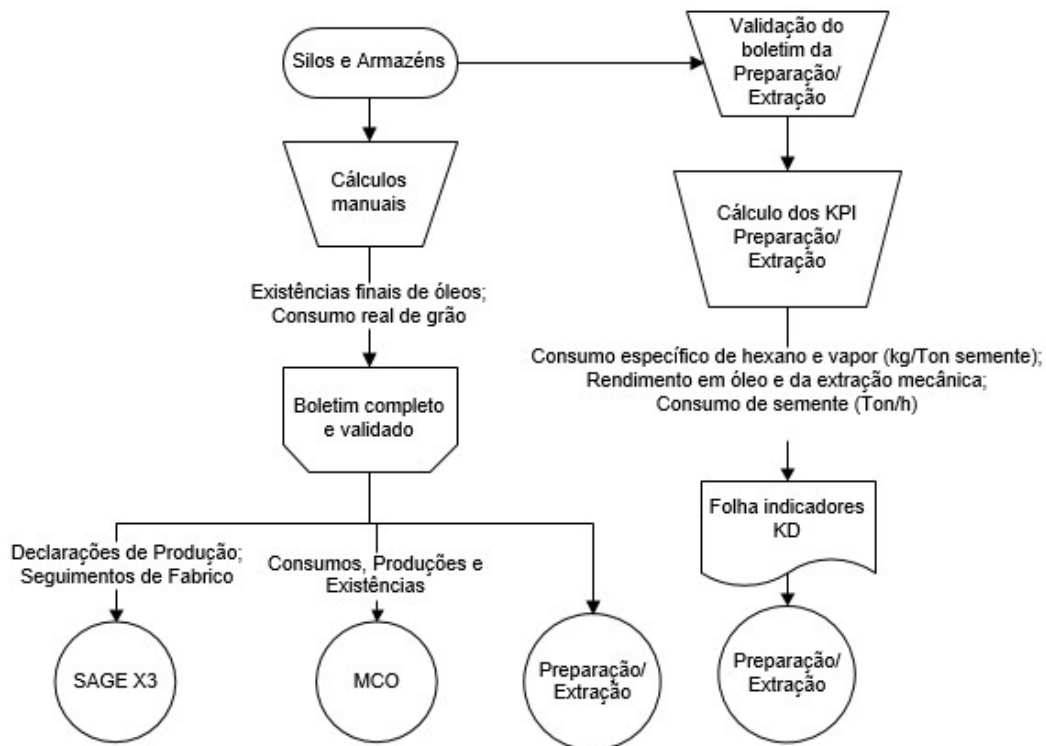 Silos e Armazéns
Validação do
boletim da
Preparação/
Extração
Cálculos
manuais
Cálculo dos KPI
Preparação/
Extração
Existências finais de óleos;
Consumo real de grão
Consumo específico de hexano e vapor (kg/Ton semente);
Rendimento em óleo e da extração mecânica;
Consumo de semente (Ton/h)
Boletim completo
e validado
Folha indicadores
KD
Declarações de Produção;
Seguimentos de Fabrico
Consumos, Produções e
Existências
SAGE X3
MCO
Preparação/
Extração
Preparação/
Extração